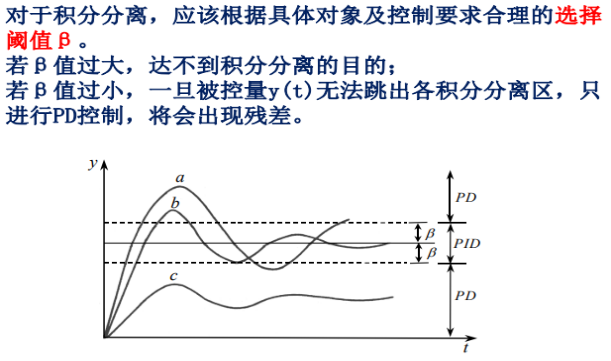 对于积分分离，应该根据具体对象及控制要求合理的选择
阈值β。
若β值过大，达不到积分分离的目的；
若β值过小，一旦被控量y(t)无法跳出各积分分离区，只
进行PD控制，将会出现残差。
y
a
b
c
β
β
PD
PID
PD
t